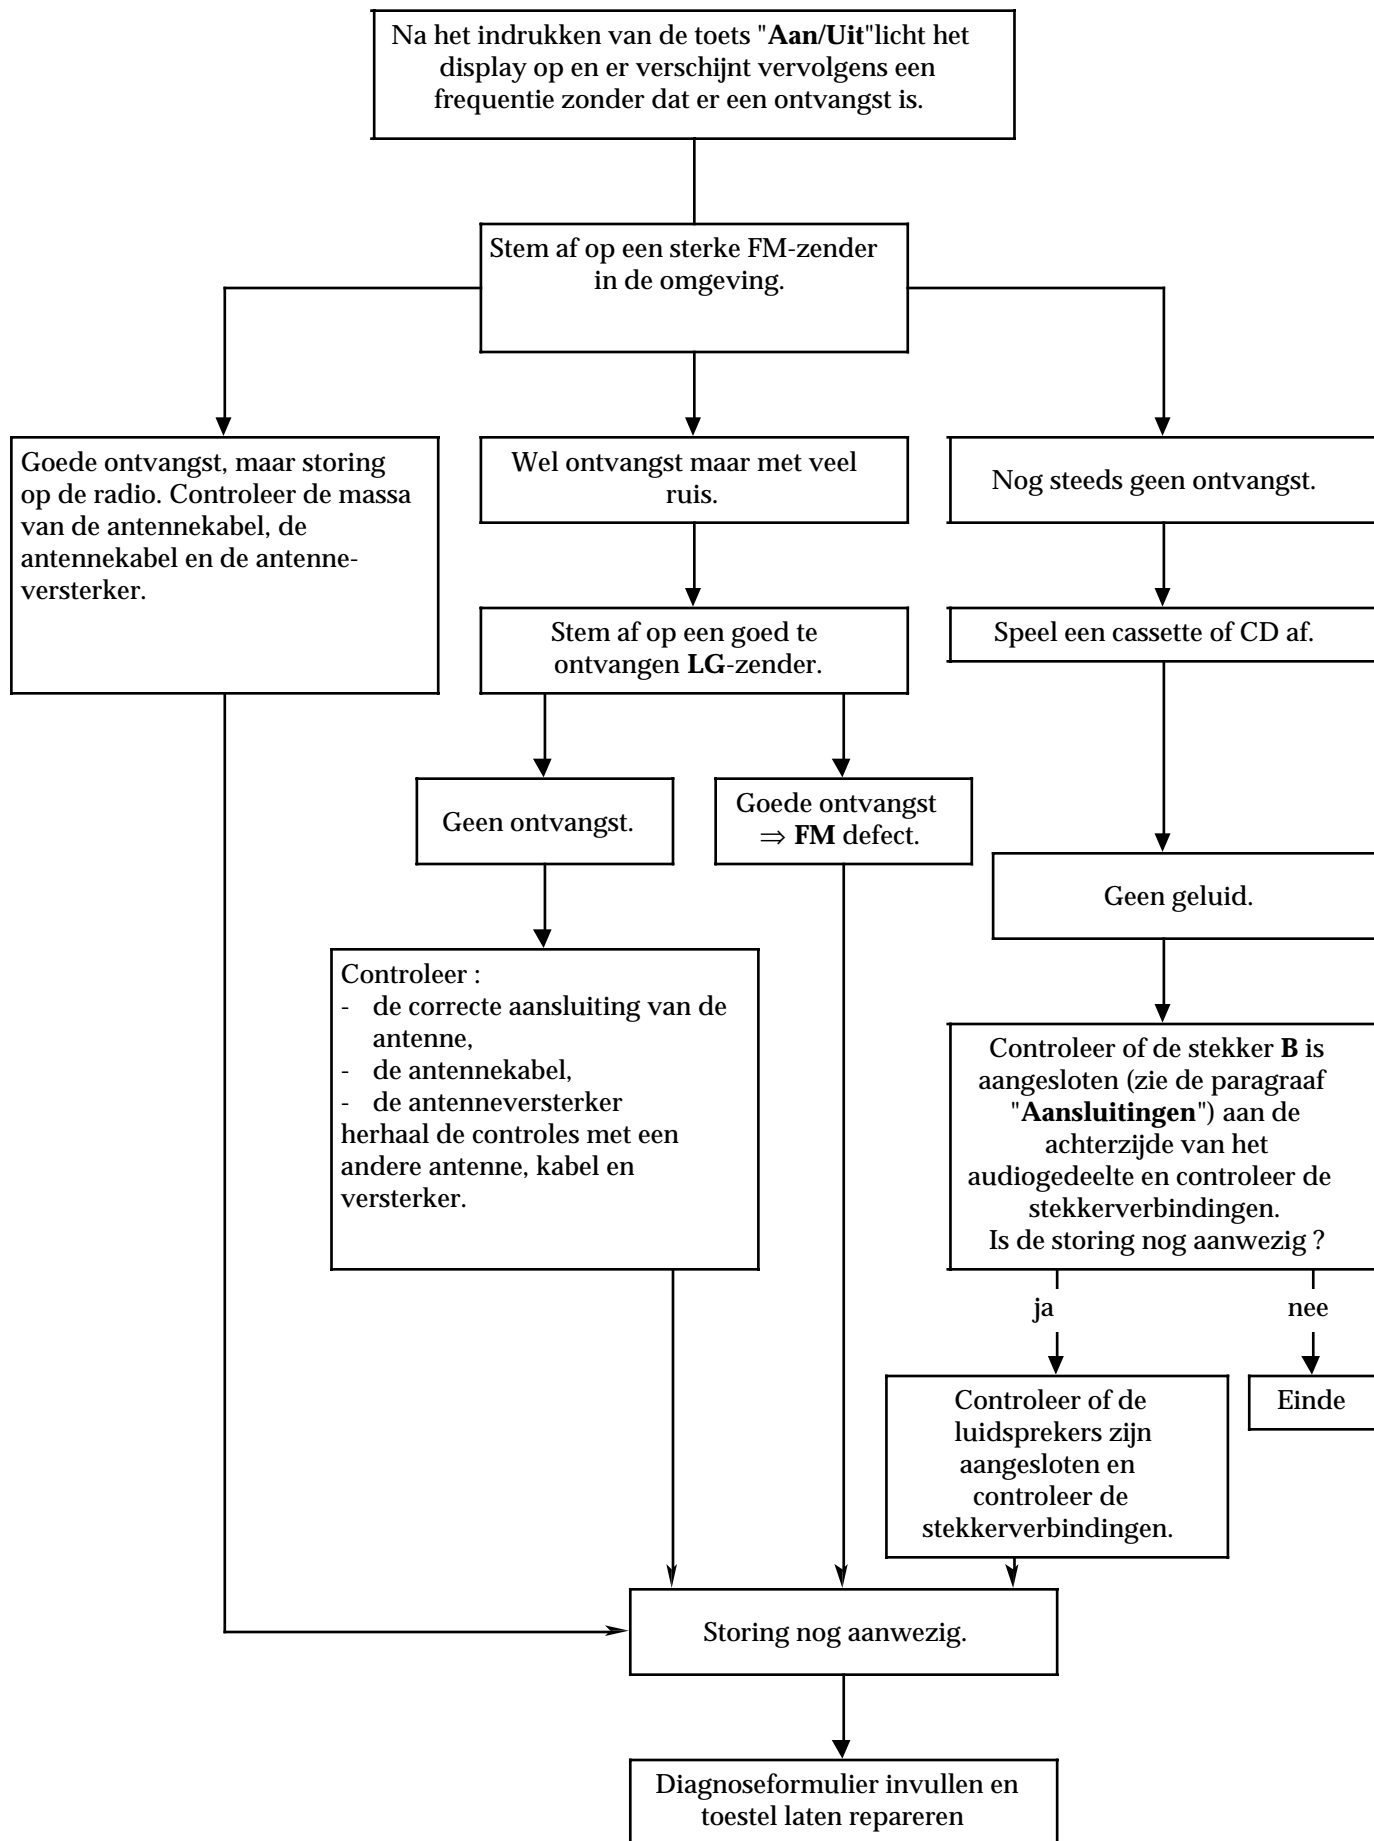 Na het indrukken van de toets "Aan/Uit"licht het
display op en er verschijnt vervolgens een
frequentie zonder dat er een ontvangst is.
Stem af op een sterke FM-zender
in de omgeving.
Goede ontvangst, maar storing
op de radio. Controleer de massa
van de antennekabel, de
antennekabel en de antenne-
versterker.
Wel ontvangst maar met veel
ruis.
Nog steeds geen ontvangst.
Stem af op een goed te
ontvangen LG-zender.
Speel een cassette of CD af.
Geen ontvangst.
Goede ontvangst
⇒ FM defect.
Geen geluid.
Controleer :
- de correcte aansluiting van de
antenne,
- de antennekabel,
- de antenneversterker
herhaal de controles met een
andere antenne, kabel en
versterker.
Controleer of de stekker B is
aangesloten (zie de paragraaf
"Aansluitingen") aan de
achterzijde van het
audiogedeelte en controleer de
stekkerverbindingen.
Is de storing nog aanwezig ?
ja
nee
Controleer of de
luidsprekers zijn
aangesloten en
controleer de
stekkerverbindingen.
Einde
Storing nog aanwezig.
Diagnoseformulier invullen en
toestel laten repareren